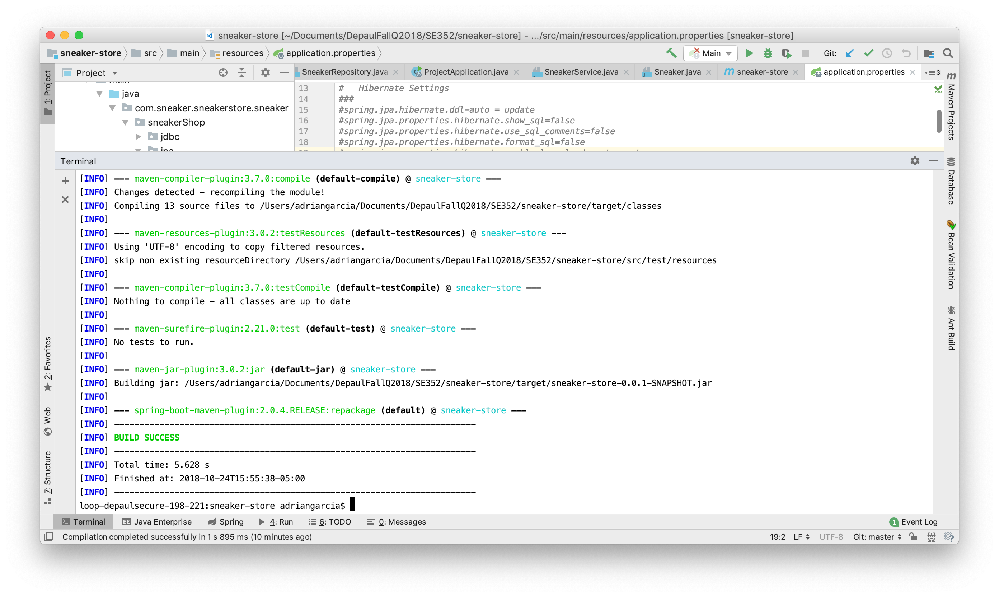 sneaker-store [~/Documents/DepaulFallQ2018/SE352/sneaker-store] - .../src/main/resources/application.properties [sneaker-store]
sneaker-store src main resources application.properties Main Git:
1: Project
Project
SneakerRepository.java ProjectApplication.java SneakerService.java Sneaker.java sneaker-store application.properties 3
main
java
com.sneaker.sneakerstore.sneaker
sneakerShop
jdbc
jpa
13 # Hibernate Settings
14 ###
15 #spring.jpa.hibernate.ddl-auto = update
16 #spring.jpa.properties.hibernate.show_sql=false
17 #spring.jpa.properties.hibernate.use_sql_comments=false
18 #spring.jpa.properties.hibernate.format_sql=false
19 #spring.jpa.properties.hibernate.enable_lazy_load_no_trans=true
Maven Projects
Database
Bean Validation
Ant Build
Terminal
[INFO] --- maven-compiler-plugin:3.7.0:compile (default-compile) @ sneaker-store ---
[INFO] Changes detected - recompiling the module!
[INFO] Compiling 13 source files to /Users/adriangarcia/Documents/DepaulFallQ2018/SE352/sneaker-store/target/classes
[INFO]
[INFO] --- maven-resources-plugin:3.0.2:testResources (default-testResources) @ sneaker-store ---
[INFO] Using 'UTF-8' encoding to copy filtered resources.
[INFO] skip non existing resourceDirectory /Users/adriangarcia/Documents/DepaulFallQ2018/SE352/sneaker-store/src/test/resources
[INFO]
[INFO] --- maven-compiler-plugin:3.7.0:testCompile (default-testCompile) @ sneaker-store ---
[INFO] Nothing to compile - all classes are up to date
[INFO]
[INFO] --- maven-surefire-plugin:2.21.0:test (default-test) @ sneaker-store ---
[INFO] No tests to run.
[INFO]
[INFO] --- maven-jar-plugin:3.0.2:jar (default-jar) @ sneaker-store ---
[INFO] Building jar: /Users/adriangarcia/Documents/DepaulFallQ2018/SE352/sneaker-store/target/sneaker-store-0.0.1-SNAPSHOT.jar
[INFO]
[INFO] --- spring-boot-maven-plugin:2.0.4.RELEASE:repackage (default) @ sneaker-store ---
[INFO] ------------------------------------------------------------------------
[INFO] BUILD SUCCESS
[INFO] ------------------------------------------------------------------------
[INFO] Total time: 5.628 s
[INFO] Finished at: 2018-10-24T15:55:38-05:00
[INFO] ------------------------------------------------------------------------
loop-depaulsecure-198-221:sneaker-store adriangarcia$
2: Favorites
Web
7: Structure
Terminal Java Enterprise Spring 4: Run 6: TODO 0: Messages 1 Event Log
Compilation completed successfully in 1 s 895 ms (10 minutes ago) 19:2 LF UTF-8 Git: master